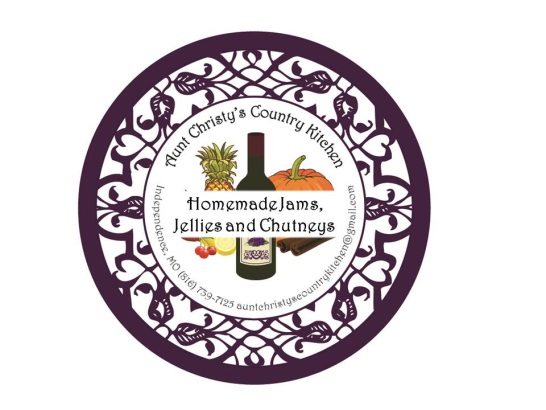 Aunt Christy's Country Kitchen
HomemadeJams,
Jellies and Chutneys
Independence, MO (816) 739-7125 auntchristyscountrykitchen@gmail.com